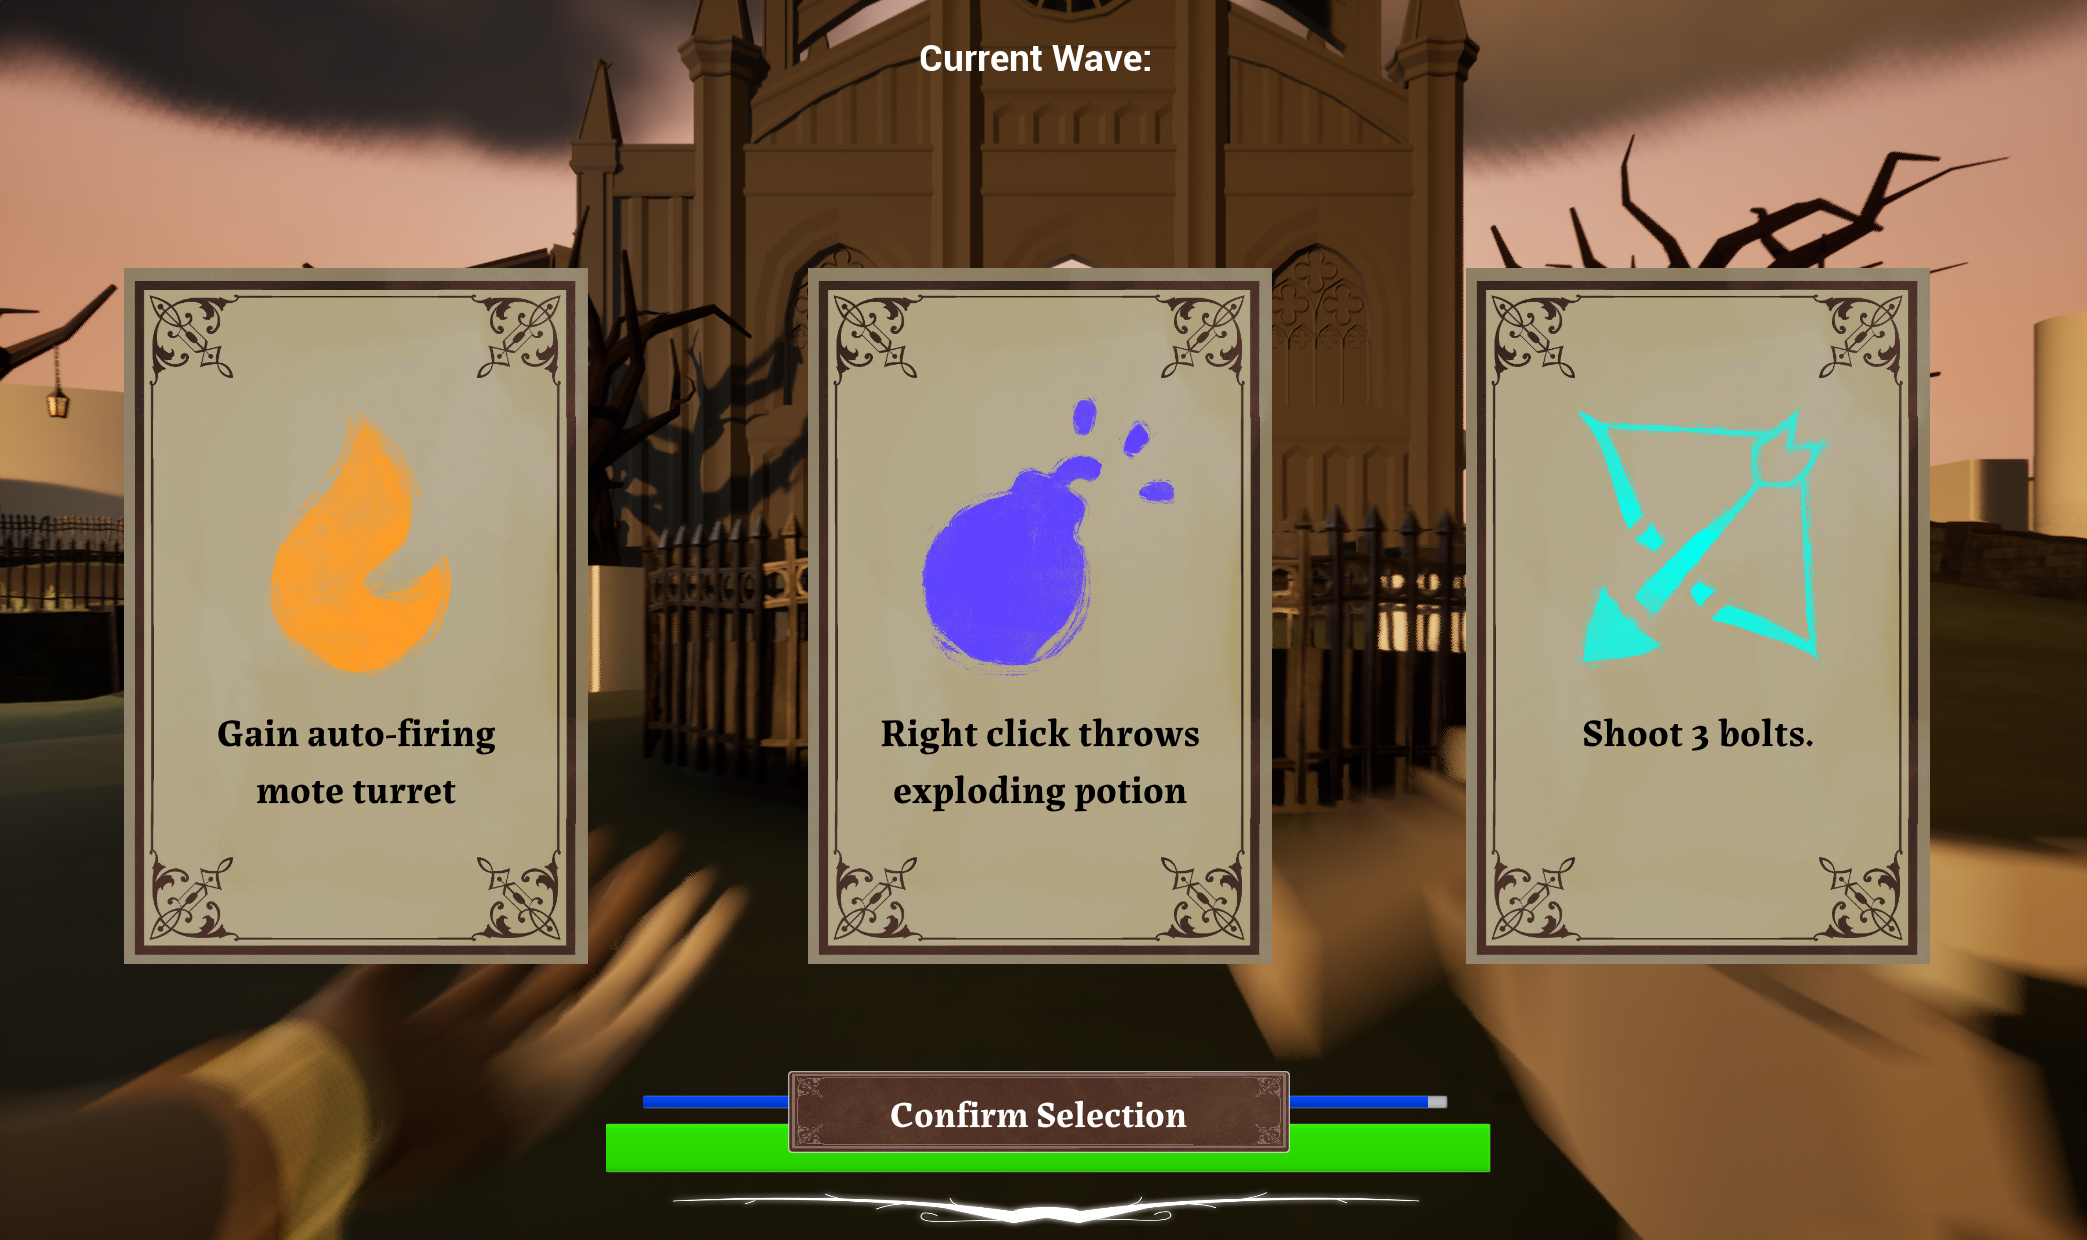 Current Wave:
Gain auto-firing
mote turret
Right click throws
exploding potion
Shoot 3 bolts.
Confirm Selection